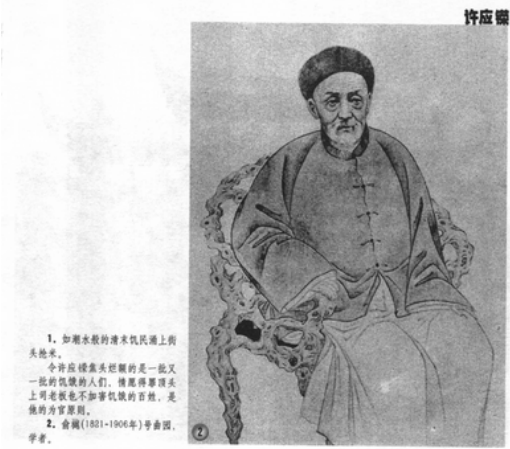 许应鑅
1、如潮水般的清末饥民涌上街
头抢米。
令许应鑅焦头烂额的是一批又
一批的饥饿的人们，情愿得罪顶头
上司老板也不加害饥饿的百姓，是
他的为官原则。
2、俞樾(1821-1906年)号曲园，
学者。
②